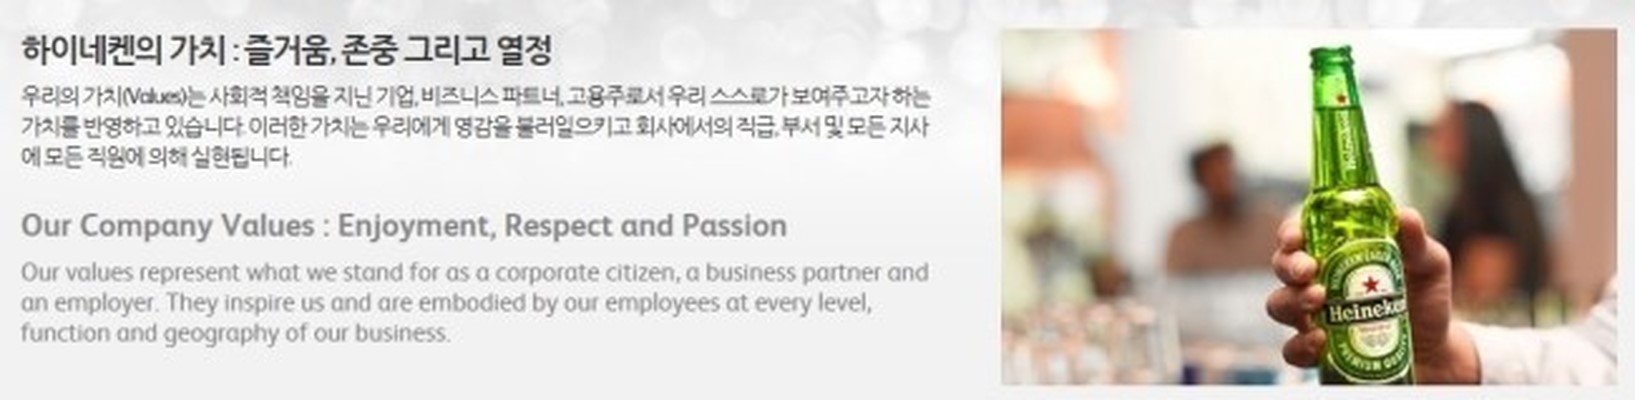 하이네켄의 가치 : 즐거움, 존중 그리고 열정
우리의 가치(Values)는 사회적 책임을 지닌 기업, 비즈니스 파트너, 고용주로서 우리 스스로가 보여주고자 하는
가치를 반영하고 있습니다. 이러한 가치는 우리에게 영감을 불러일으키고 회사에서의 직급, 부서 및 모든 지사
에 모든 직원에 의해 실현됩니다.
Our Company Values : Enjoyment, Respect and Passion
Our values represent what we stand for as a corporate citizen, a business partner and
an employer. They inspire us and are embodied by our employees at every level,
function and geography of our business.
Heineken
Heineken
PREMIUM QUALITY